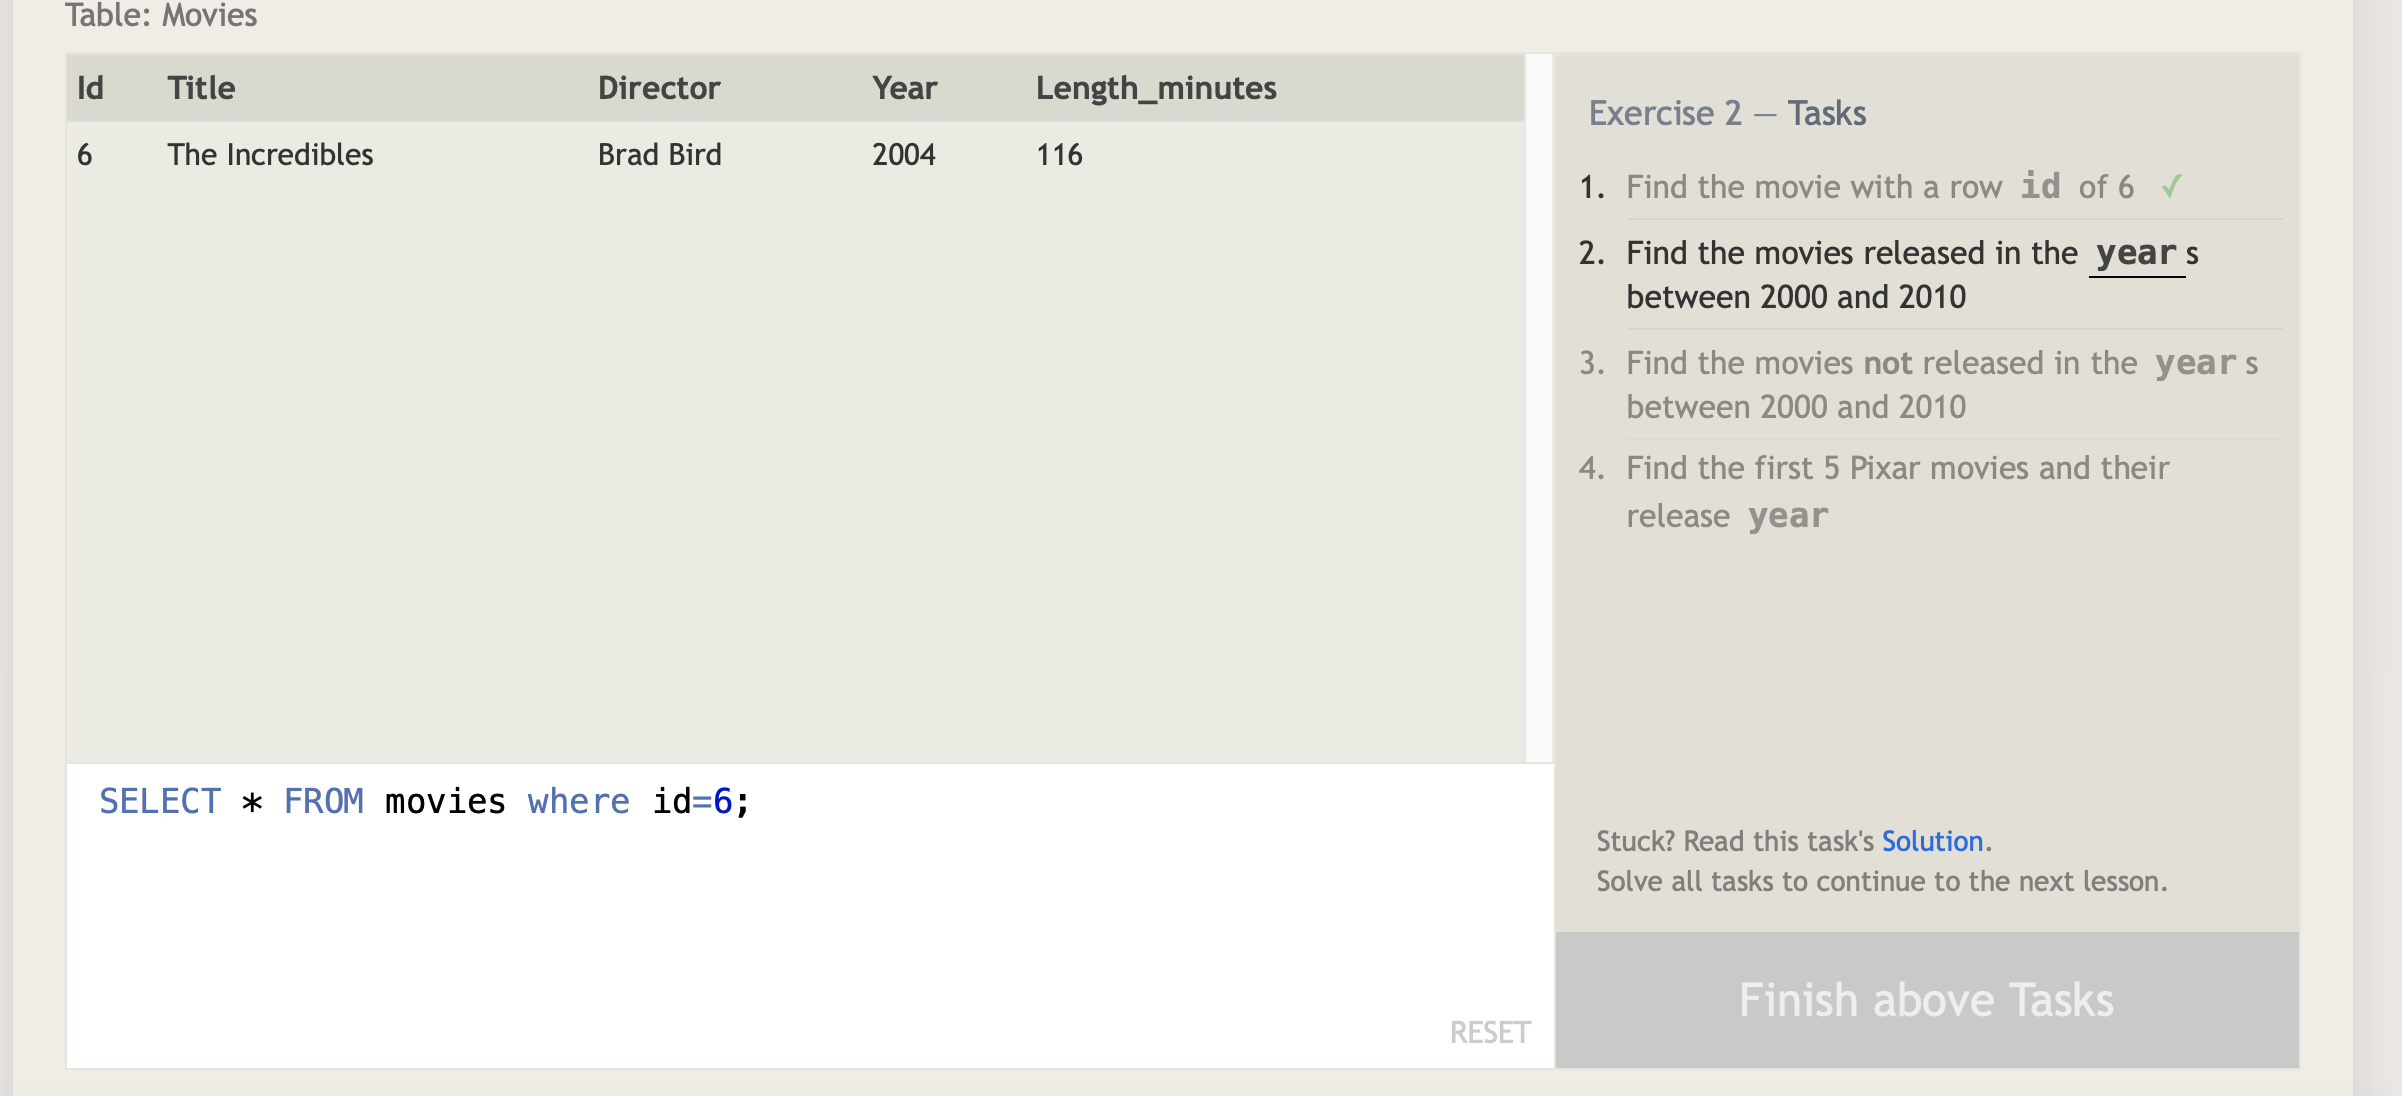 Table: Movies
Id Title Director Year Length_minutes
6 The Incredibles Brad Bird 2004 116
SELECT * FROM movies where id=6;
RESET
Exercise 2 — Tasks
1. Find the movie with a row id of 6 ✓
2. Find the movies released in the years
between 2000 and 2010
3. Find the movies not released in the years
between 2000 and 2010
4. Find the first 5 Pixar movies and their
release year
Stuck? Read this task's Solution.
Solve all tasks to continue to the next lesson.
Finish above Tasks